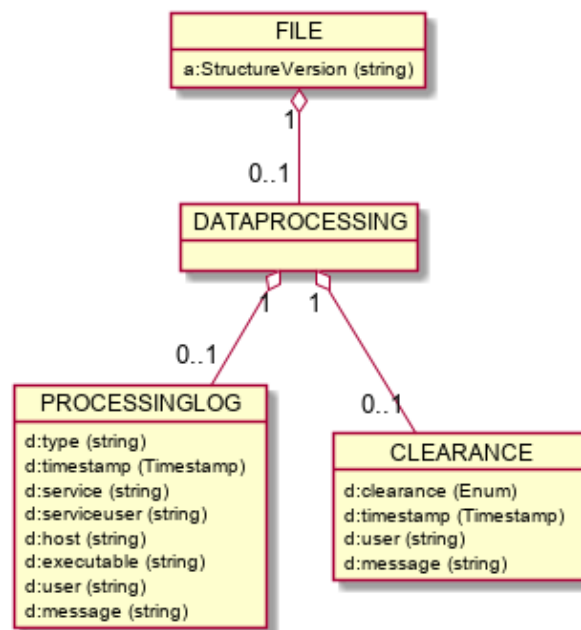 FILE
a:StructureVersion (string)
1
0..1
DATAPROCESSING
1
1
0..1
0..1
PROCESSINGLOG
d:type (string)
d:timestamp (Timestamp)
d:service (string)
d:serviceuser (string)
d:host (string)
d:executable (string)
d:user (string)
d:message (string)
CLEARANCE
d:clearance (Enum)
d:timestamp (Timestamp)
d:user (string)
d:message (string)